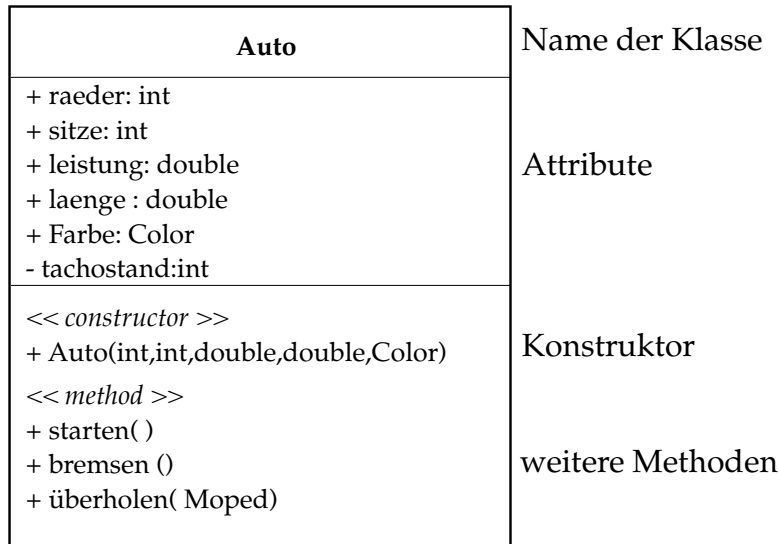 Auto
Name der Klasse
+ raeder: int
+ sitze: int
+ leistung: double
+ laenge : double
+ Farbe: Color
- tachostand:int
Attribute
<< constructor >>
+ Auto(int,int,double,double,Color)
Konstruktor
<< method >>
+ starten( )
+ bremsen ()
+ überholen( Moped)
weitere Methoden